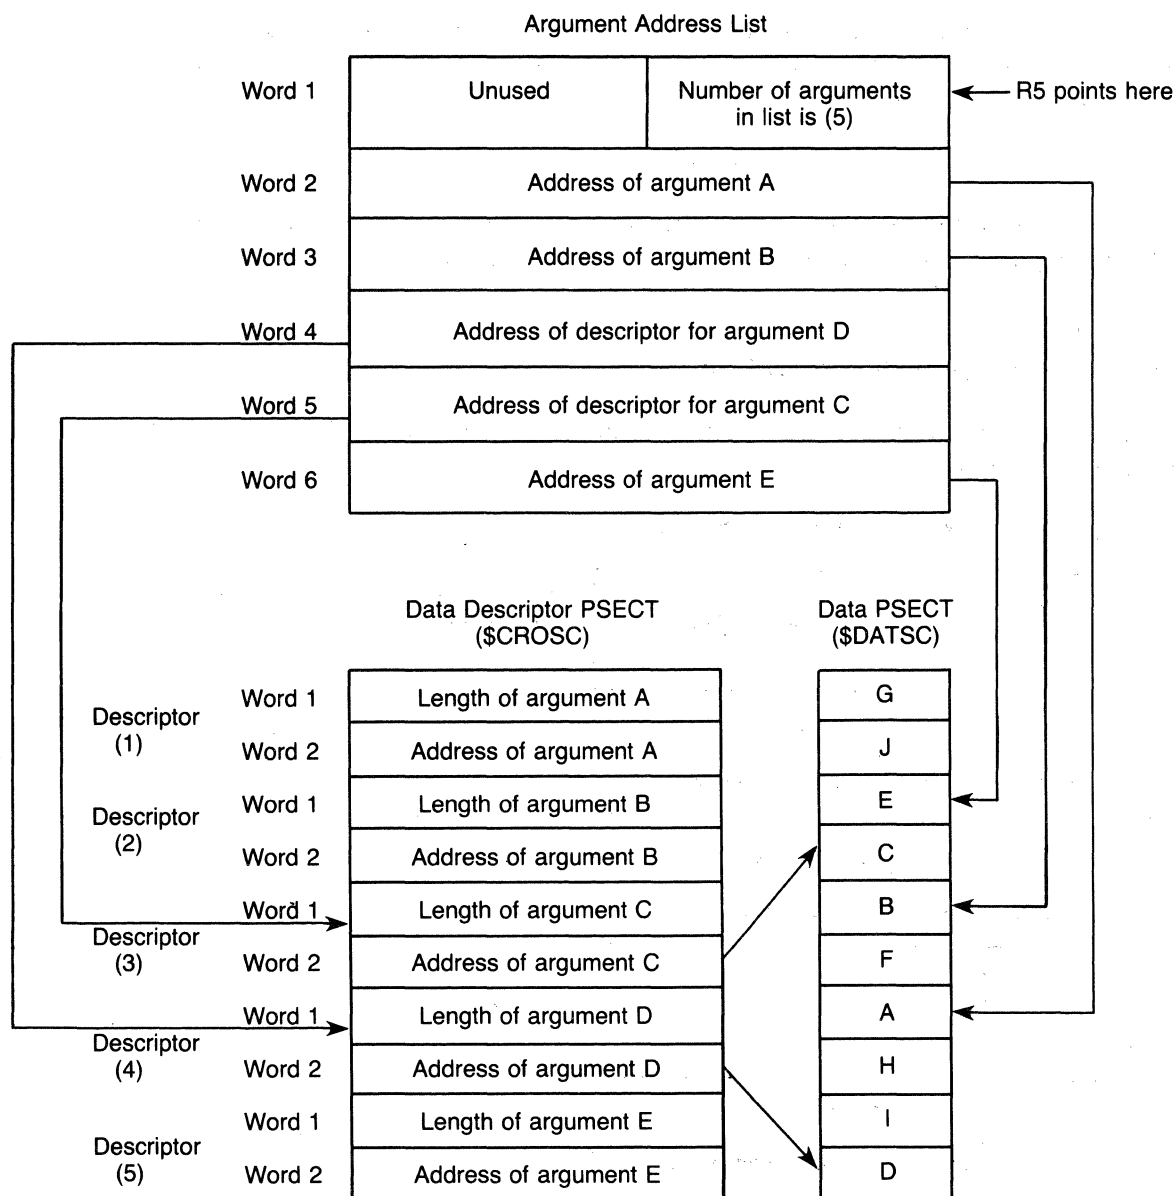 Argument Address List
Word 1
Unused
Number of arguments
in list is (5)
R5 points here
Word 2
Address of argument A
Word 3
Address of argument B
Word 4
Address of descriptor for argument D
Word 5
Address of descriptor for argument C
Word 6
Address of argument E
Data Descriptor PSECT
($CROSC)
Data PSECT
($DATSC)
Descriptor
(1)
Word 1
Length of argument A
G
Word 2
Address of argument A
J
Descriptor
(2)
Word 1
Length of argument B
E
Word 2
Address of argument B
C
Descriptor
(3)
Word 1
Length of argument C
B
Word 2
Address of argument C
F
Descriptor
(4)
Word 1
Length of argument D
A
Word 2
Address of argument D
H
Descriptor
(5)
Word 1
Length of argument E
I
Word 2
Address of argument E
D